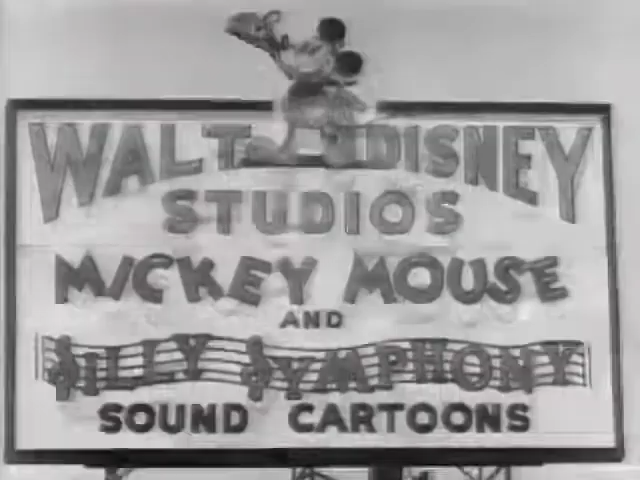 WALT DISNEY
STUDIOS
MICKEY MOUSE
AND
SILLY SYMPHONY
SOUND CARTOONS